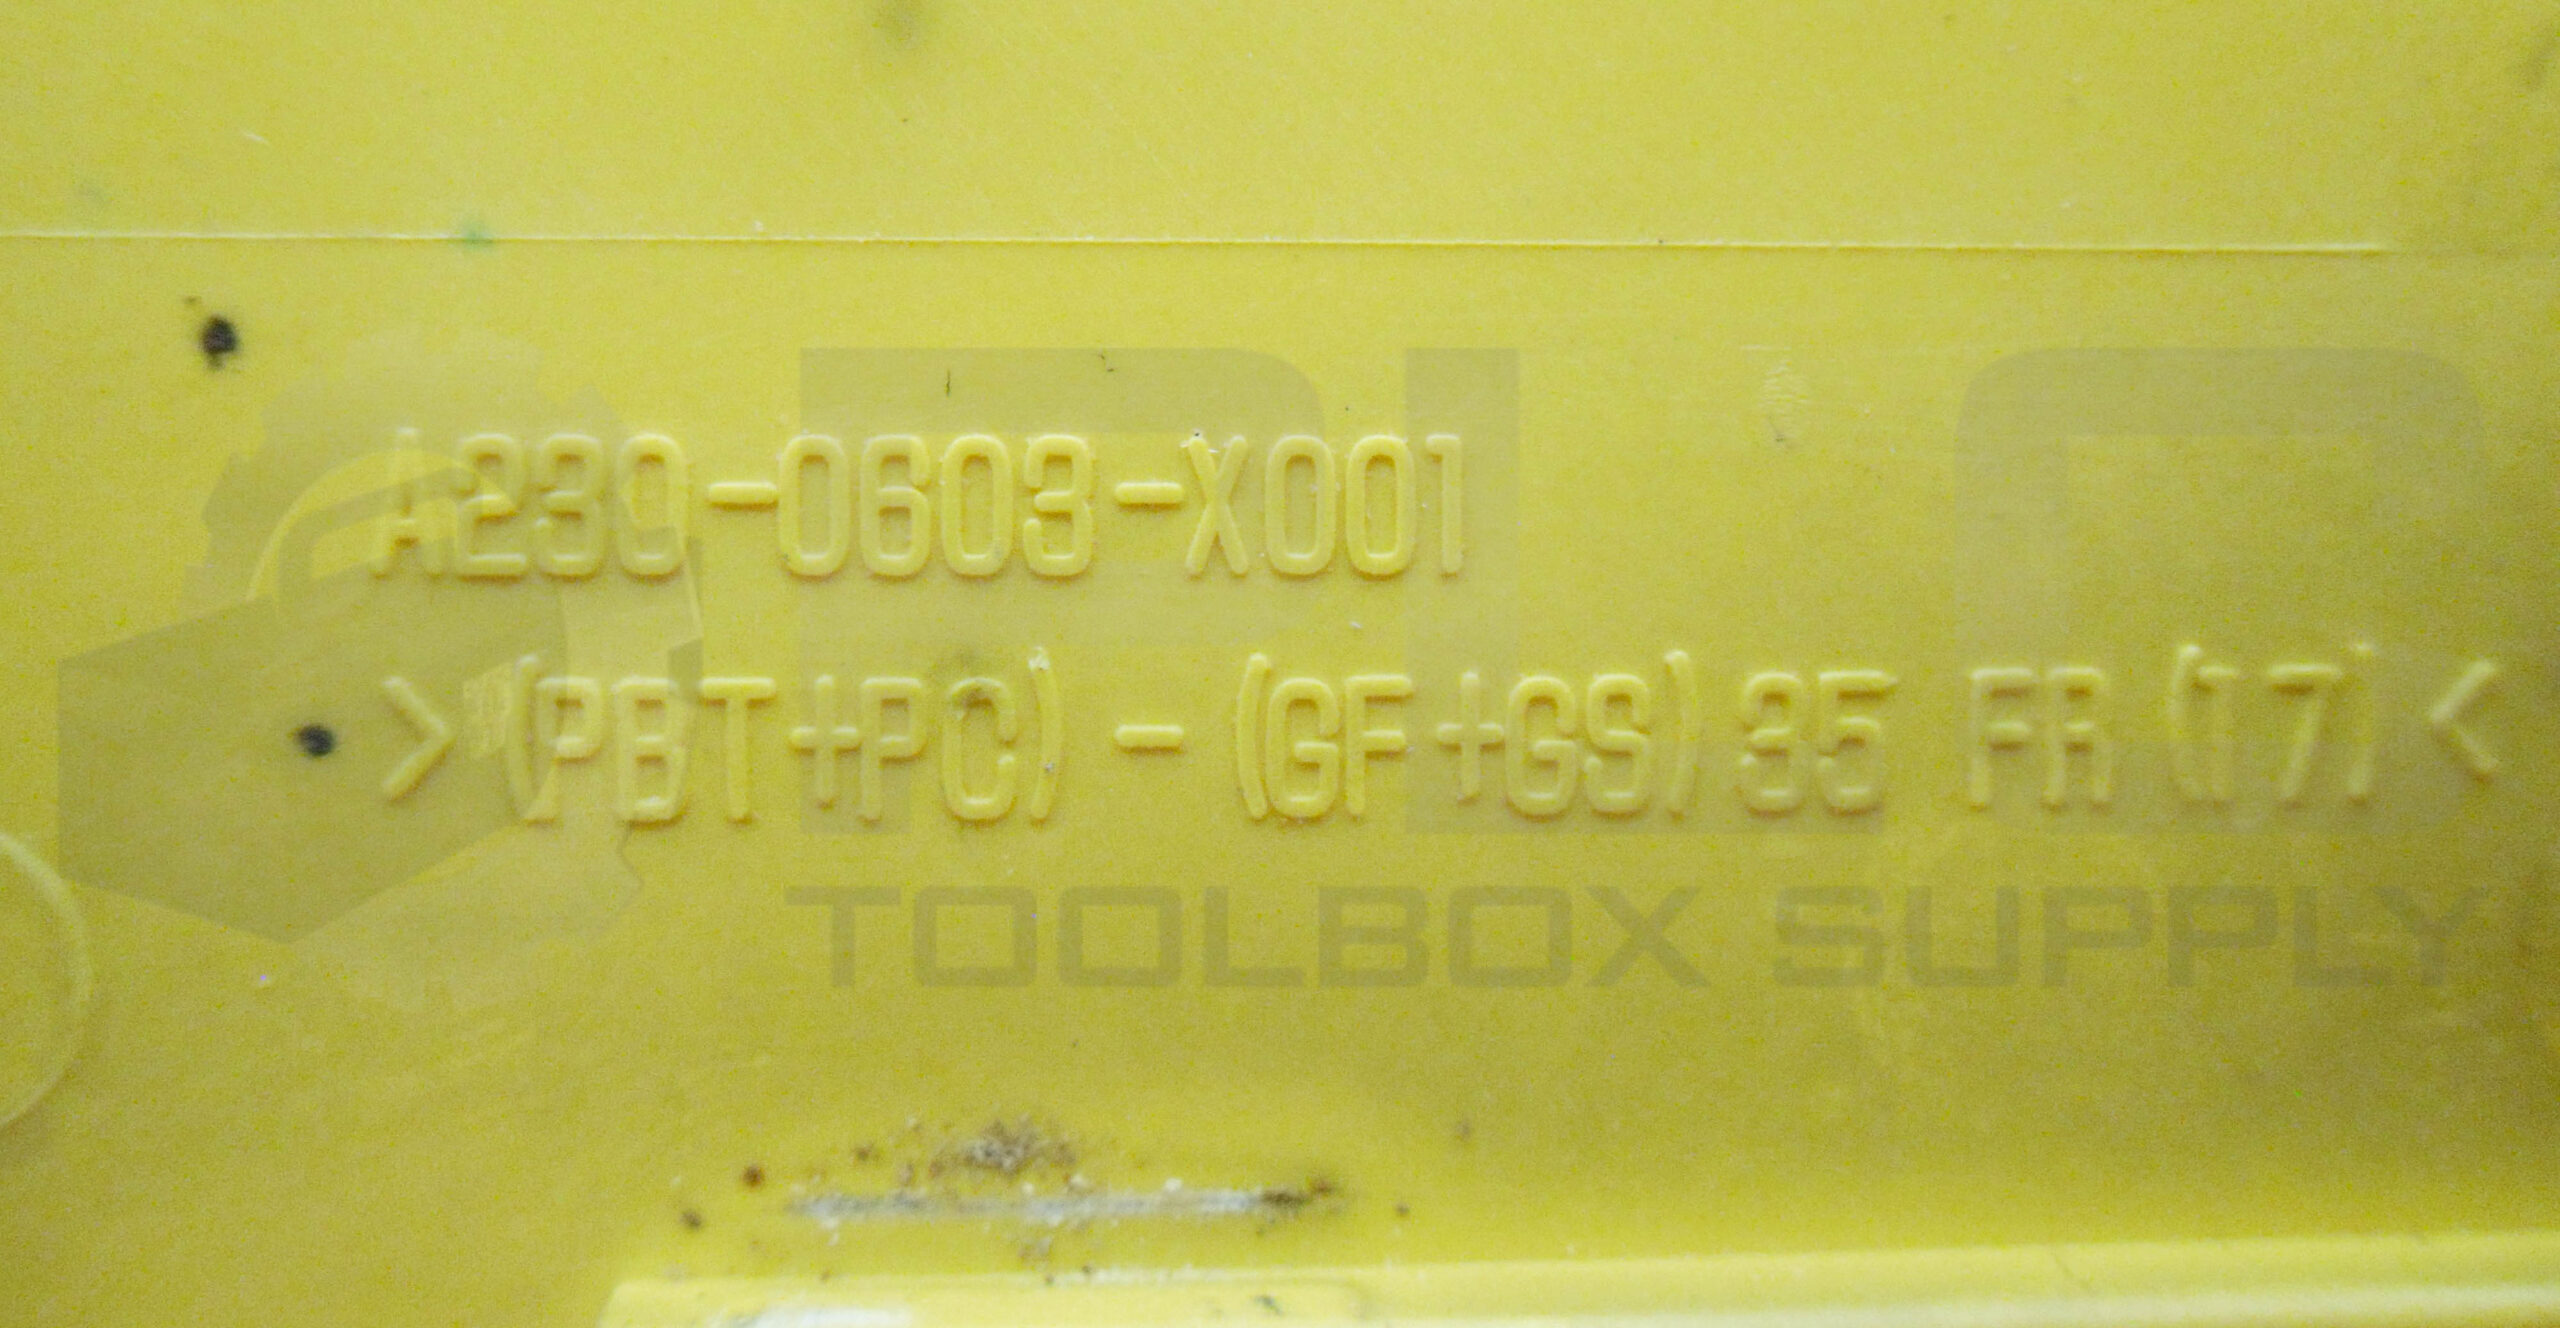 A230-0603-X001
>(PBT+PC) - (GF+GS)35 FR(17)<
TOOLBOX SUPPLY